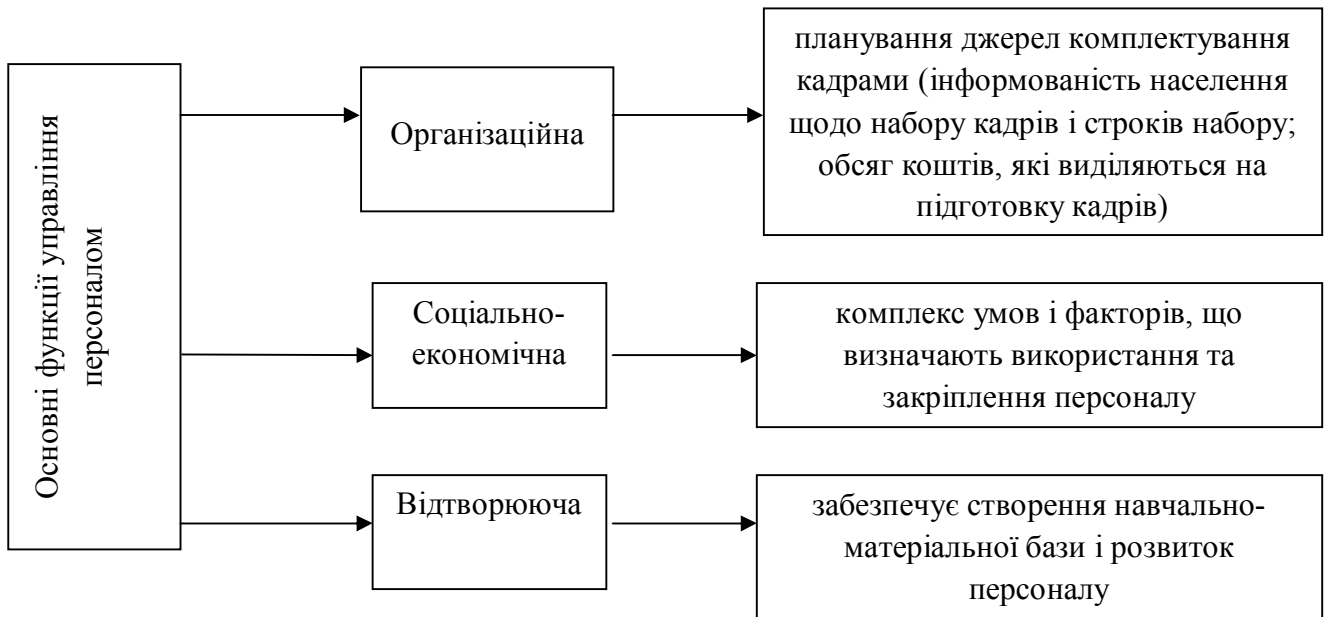 Основні функції управління
персоналом
Організаційна
планування джерел комплектування
кадрами (інформованість населення
щодо набору кадрів і строків набору;
обсяг коштів, які виділяються на
підготовку кадрів)
Соціально-
економічна
комплекс умов і факторів, що
визначають використання та
закріплення персоналу
Відтворююча
забезпечує створення навчально-
матеріальної бази і розвиток
персоналу